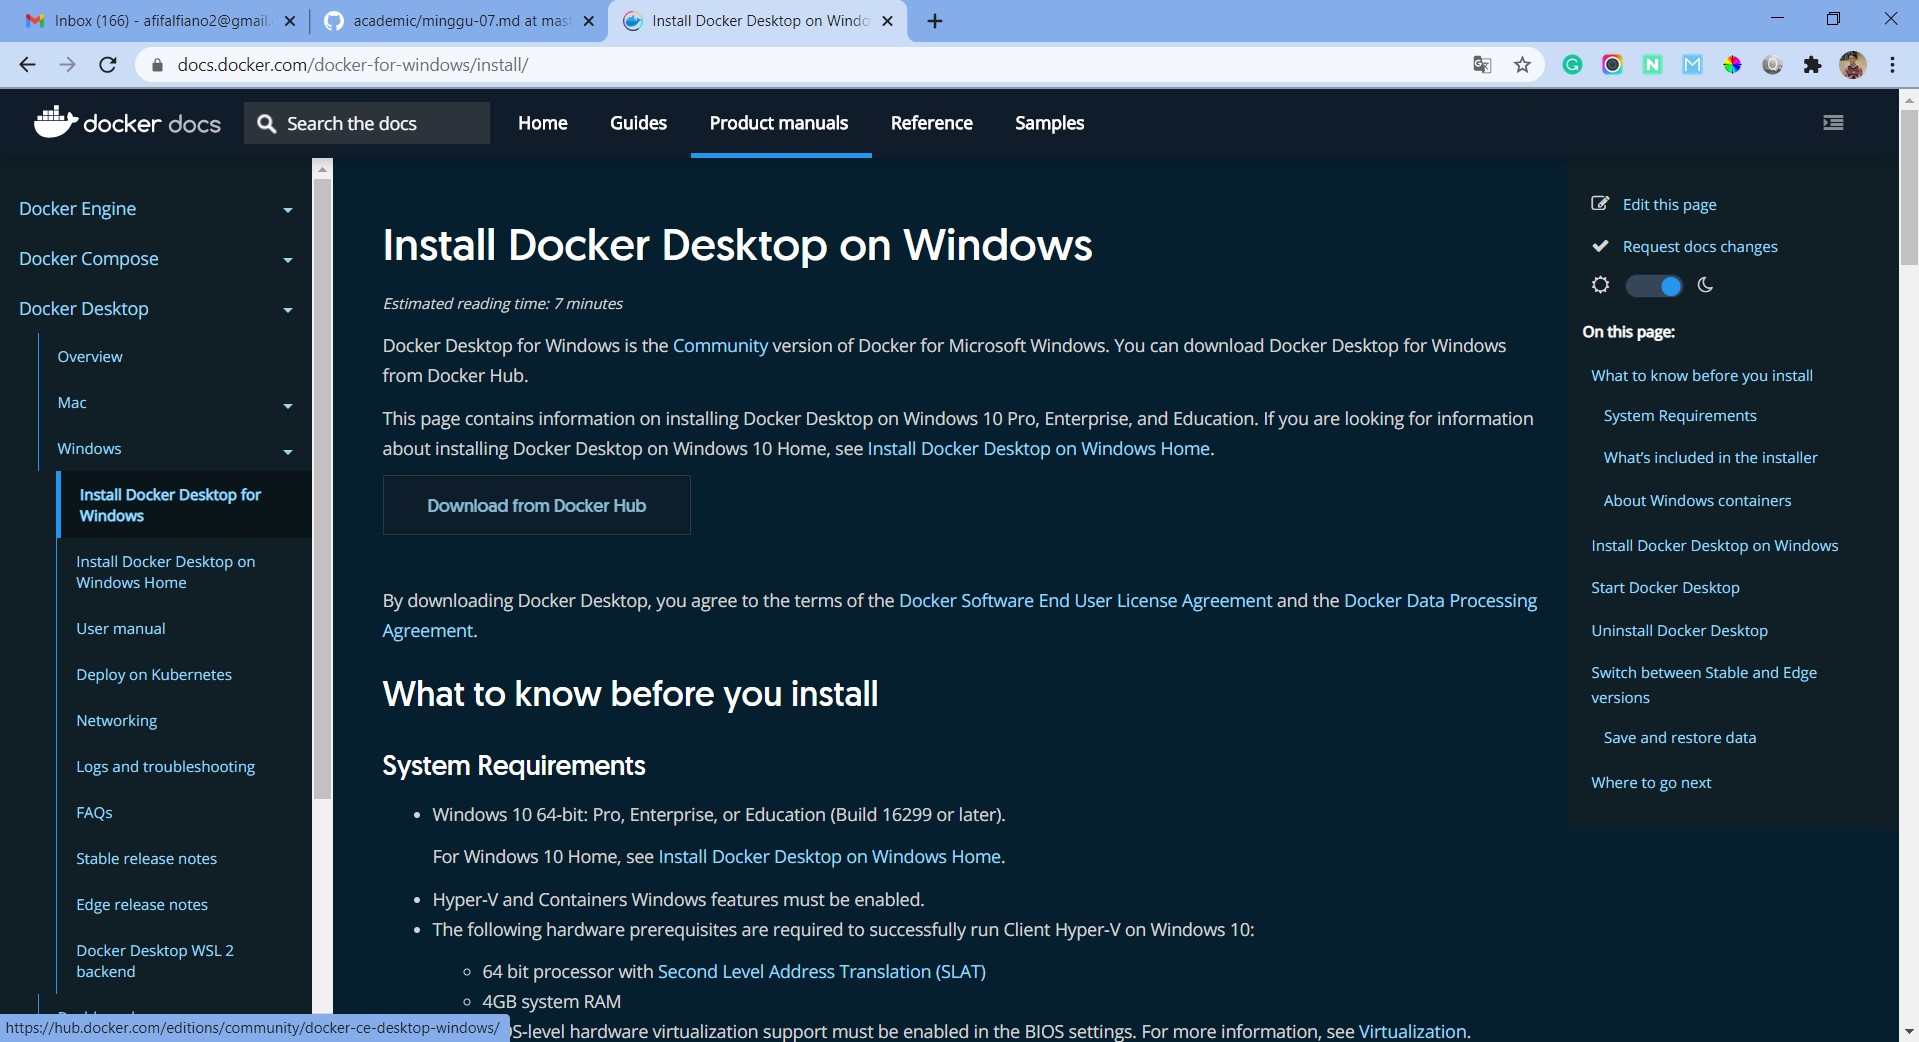 Inbox (166) - afifalfiano2@gmail.
academic/minggu-07.md at mast
Install Docker Desktop on Windo
docs.docker.com/docker-for-windows/install/
docker docs
Search the docs
Home
Guides
Product manuals
Reference
Samples
Docker Engine
Docker Compose
Docker Desktop
Overview
Mac
Windows
Install Docker Desktop for
Windows
Install Docker Desktop on
Windows Home
User manual
Deploy on Kubernetes
Networking
Logs and troubleshooting
FAQs
Stable release notes
Edge release notes
Docker Desktop WSL 2
backend
https://hub.docker.com/editions/community/docker-ce-desktop-windows/
Install Docker Desktop on Windows
Estimated reading time: 7 minutes
Docker Desktop for Windows is the Community version of Docker for Microsoft Windows. You can download Docker Desktop for Windows
from Docker Hub.
This page contains information on installing Docker Desktop on Windows 10 Pro, Enterprise, and Education. If you are looking for information
about installing Docker Desktop on Windows 10 Home, see Install Docker Desktop on Windows Home.
Download from Docker Hub
By downloading Docker Desktop, you agree to the terms of the Docker Software End User License Agreement and the Docker Data Processing
Agreement.
What to know before you install
System Requirements
• Windows 10 64-bit: Pro, Enterprise, or Education (Build 16299 or later).
For Windows 10 Home, see Install Docker Desktop on Windows Home.
• Hyper-V and Containers Windows features must be enabled.
• The following hardware prerequisites are required to successfully run Client Hyper-V on Windows 10:
◦ 64 bit processor with Second Level Address Translation (SLAT)
◦ 4GB system RAM
S-level hardware virtualization support must be enabled in the BIOS settings. For more information, see Virtualization.
Edit this page
Request docs changes
On this page:
What to know before you install
System Requirements
What's included in the installer
About Windows containers
Install Docker Desktop on Windows
Start Docker Desktop
Uninstall Docker Desktop
Switch between Stable and Edge
versions
Save and restore data
Where to go next